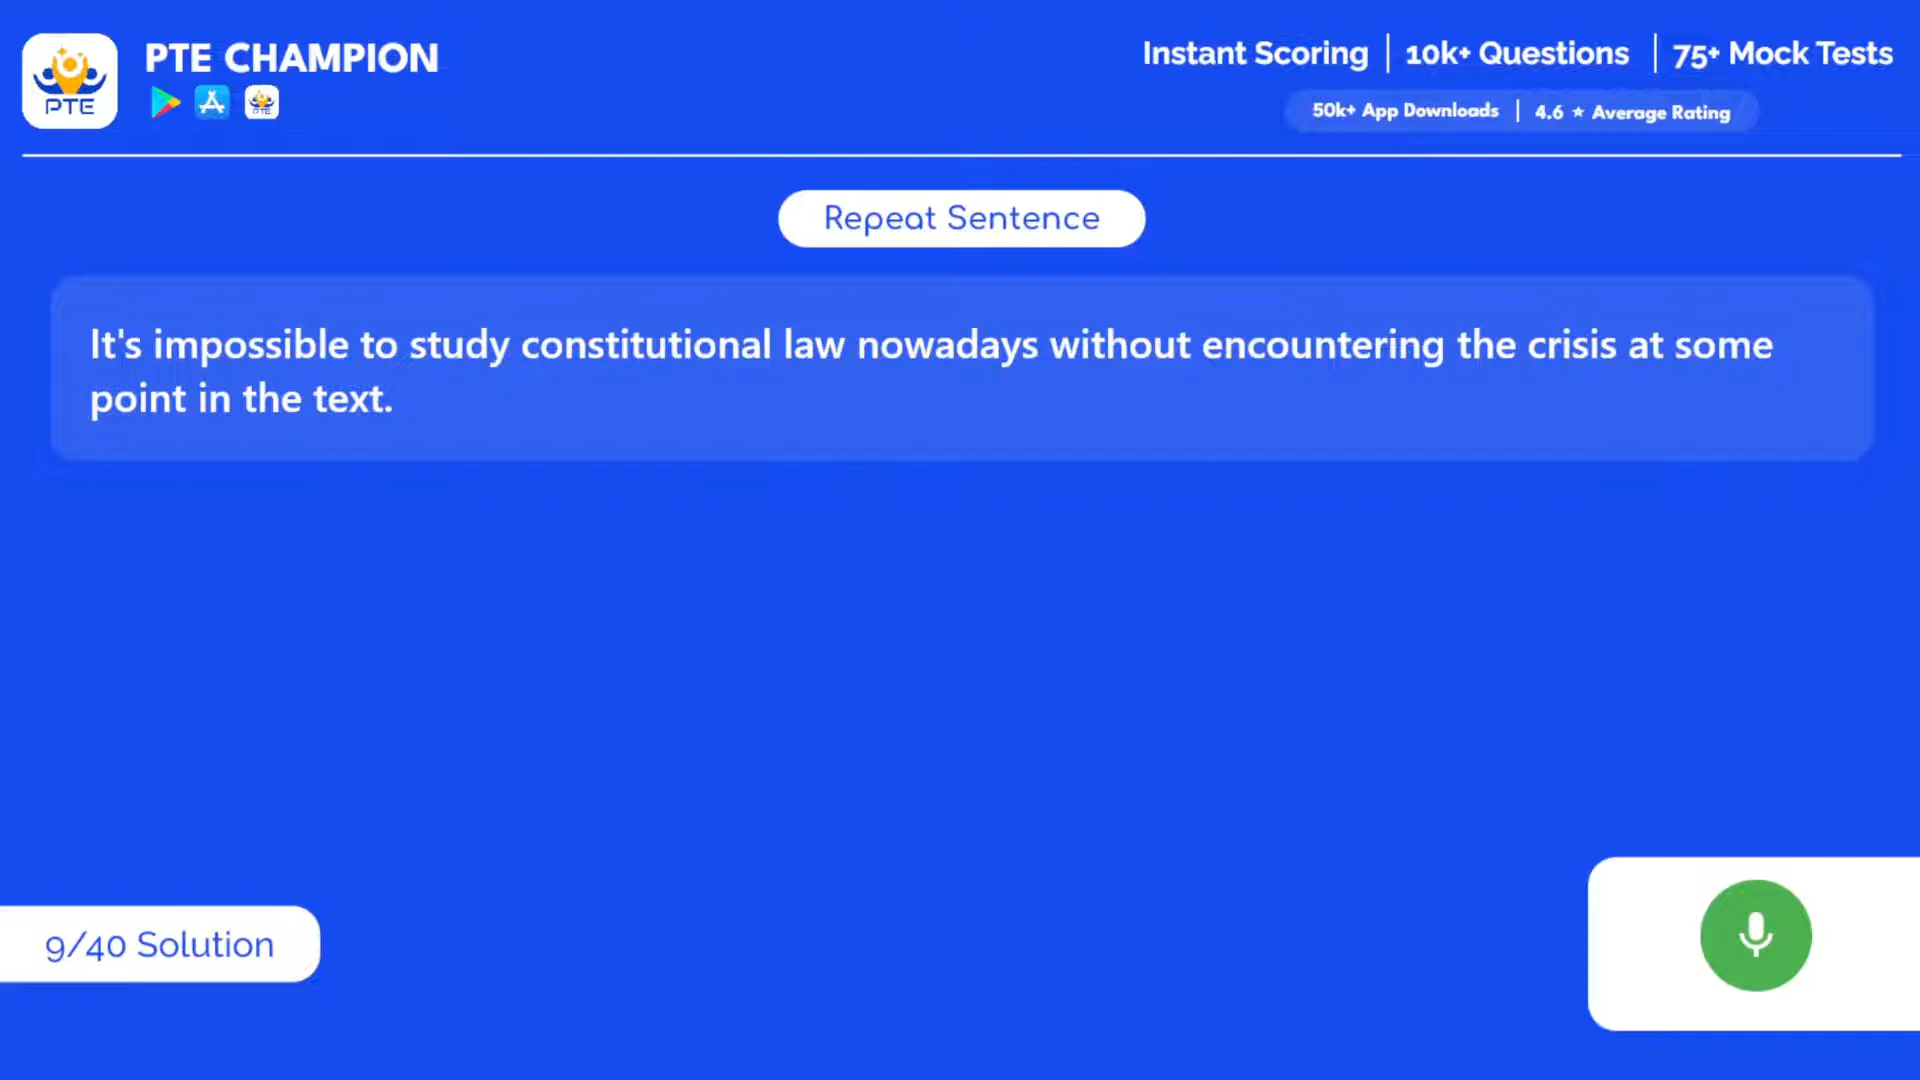 PTE CHAMPION
PTE
PTE
Instant Scoring | 10k+ Questions | 75+ Mock Tests
50k+ App Downloads | 4.6 ★ Average Rating
Repeat Sentence
It's impossible to study constitutional law nowadays without encountering the crisis at some
point in the text.
9/40 Solution